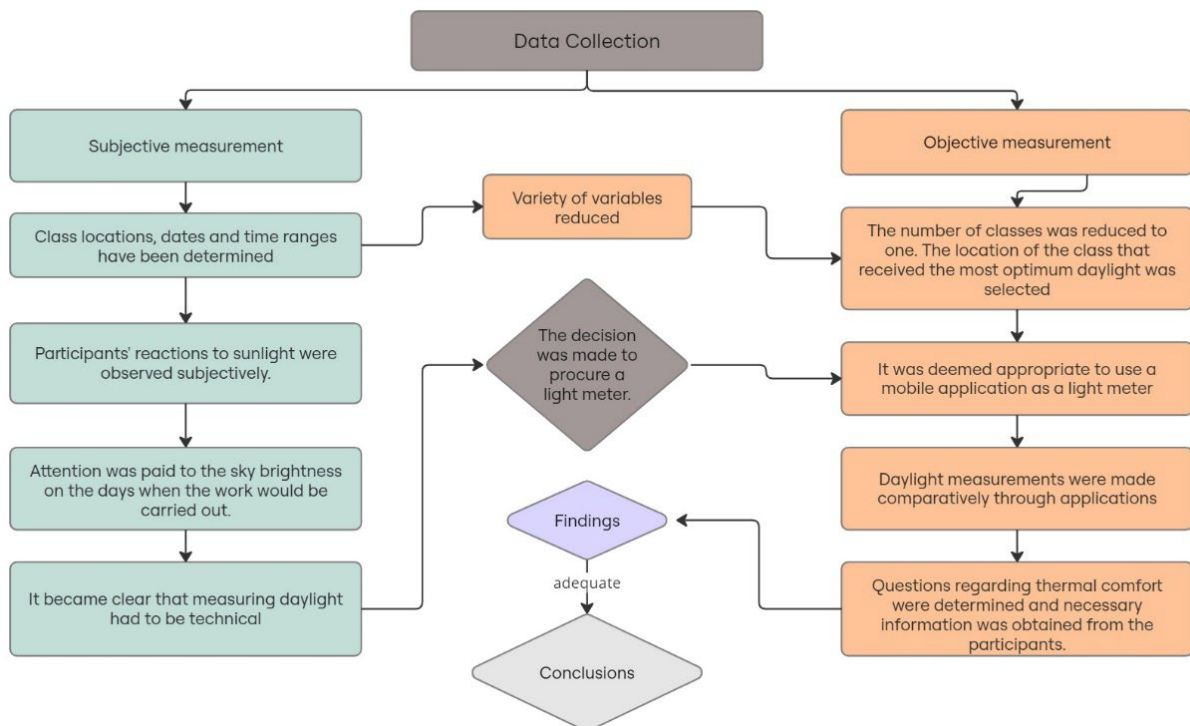 Data Collection
Subjective measurement
Objective measurement
Class locations, dates and time ranges
have been determined
Variety of variables
reduced
The number of classes was reduced to
one. The location of the class that
received the most optimum daylight was
selected
Participants' reactions to sunlight were
observed subjectively.
The decision
was made to
procure a
light meter.
It was deemed appropriate to use a
mobile application as a light meter
Attention was paid to the sky brightness
on the days when the work would be
carried out.
Daylight measurements were made
comparatively through applications
Findings
adequate
It became clear that measuring daylight
had to be technical
Questions regarding thermal comfort
were determined and necessary
information was obtained from the
participants.
Conclusions